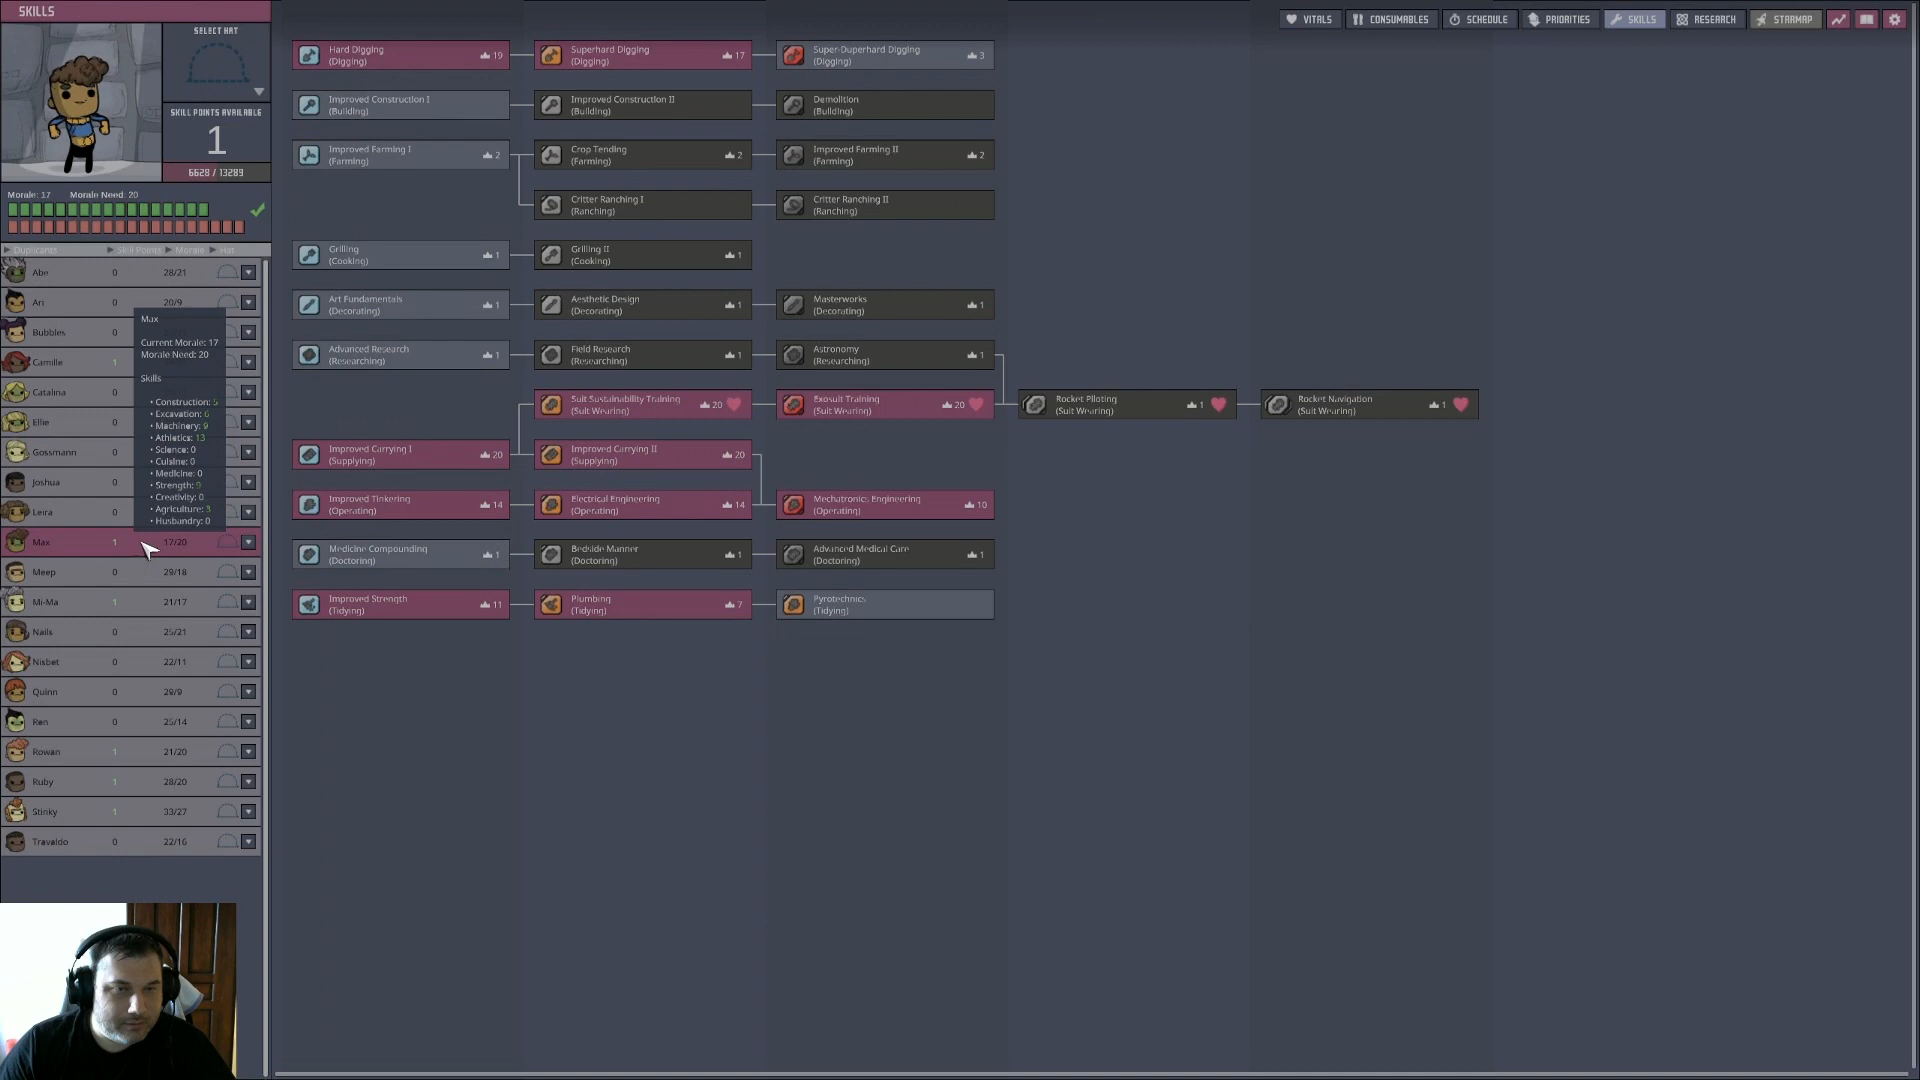 SKILLS
VITALS
CONSUMABLES
SCHEDULE
PRIORITIES
SKILLS
RESEARCH
STARMAP
SELECT HAT
SKILL POINTS AVAILABLE
1
6628 / 13289
Morale: 17 Morale Need: 20
Duplicants Skill Points Morale Hat
Abe 0 28/21
Ari 0 20/9
Bubbles 0
Camille 1
Catalina 0
Ellie 0
Gossmann 0
Joshua 0
Leira 0
Max 1 17/20
Meep 0 29/18
Mi-Ma 1 21/17
Nails 0 25/21
Nisbet 0 22/11
Quinn 0 29/9
Ren 0 25/14
Rowan 1 21/20
Ruby 1 28/20
Stinky 1 33/27
Travaldo 0 22/16
Max
Current Morale: 17
Morale Need: 20
Skills
• Construction: 5
• Excavation: 6
• Machinery: 9
• Athletics: 13
• Science: 0
• Cuisine: 0
• Medicine: 0
• Strength: 9
• Creativity: 0
• Agriculture: 3
• Husbandry: 0
Hard Digging 19
(Digging)
Superhard Digging 17
(Digging)
Super-Duperhard Digging 3
(Digging)
Improved Construction I
(Building)
Improved Construction II
(Building)
Demolition
(Building)
Improved Farming I 2
(Farming)
Crop Tending 2
(Farming)
Improved Farming II 2
(Farming)
Critter Ranching I
(Ranching)
Critter Ranching II
(Ranching)
Grilling 1
(Cooking)
Grilling II 1
(Cooking)
Art Fundamentals 1
(Decorating)
Aesthetic Design 1
(Decorating)
Masterworks 1
(Decorating)
Advanced Research 1
(Researching)
Field Research 1
(Researching)
Astronomy 1
(Researching)
Suit Sustainability Training 20
(Suit Wearing)
Exosuit Training 20
(Suit Wearing)
Rocket Piloting 1
(Suit Wearing)
Rocket Navigation 1
(Suit Wearing)
Improved Carrying I 20
(Supplying)
Improved Carrying II 20
(Supplying)
Improved Tinkering 14
(Operating)
Electrical Engineering 14
(Operating)
Mechatronics Engineering 10
(Operating)
Medicine Compounding 1
(Doctoring)
Bedside Manner 1
(Doctoring)
Advanced Medical Care 1
(Doctoring)
Improved Strength 11
(Tidying)
Plumbing 7
(Tidying)
Pyrotechnics
(Tidying)